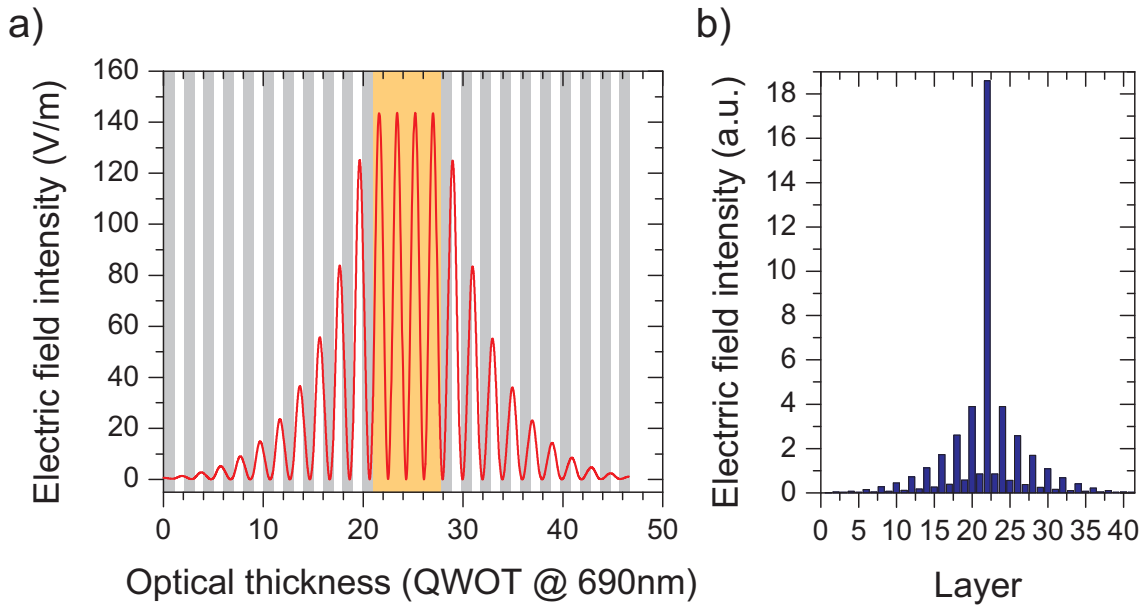 a)
Electric field intensity (V/m)
160
140
120
100
80
60
40
20
0
0 10 20 30 40 50
Optical thickness (QWOT @ 690nm)
b)
Electrric field intensity (a.u.)
18
16
14
12
10
8
6
4
2
0
0 5 10 15 20 25 30 35 40
Layer